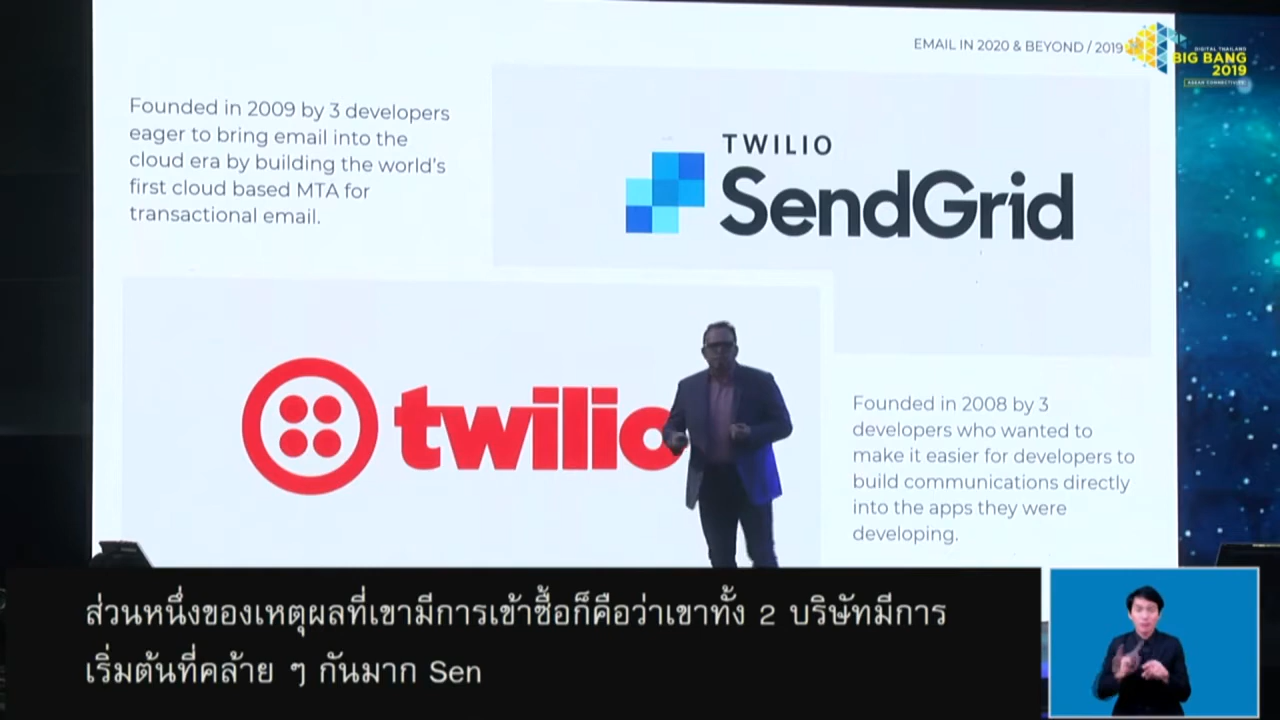 EMAIL IN 2020 & BEYOND / 2019
DIGITAL THAILAND
BIG BANG
2019
ASEAN CONNECTIVITY
Founded in 2009 by 3 developers
eager to bring email into the
cloud era by building the world's
first cloud based MTA for
transactional email.
TWILIO
SendGrid
twilio
Founded in 2008 by 3
developers who wanted to
make it easier for developers to
build communications directly
into the apps they were
developing.
ส่วนหนึ่งของเหตุผลที่เขามีการเข้าซื้อก็คือว่าเขาทั้ง 2 บริษัทมีการ
เริ่มต้นที่คล้าย ๆ กันมาก Sen